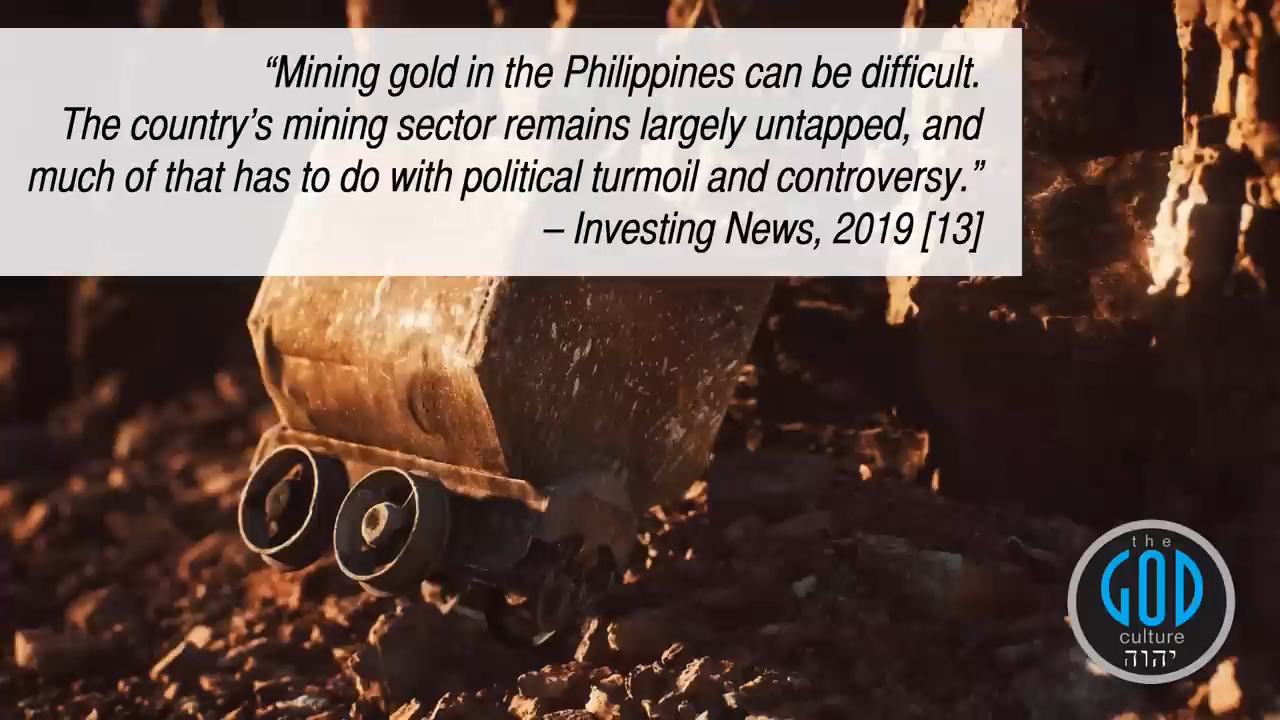 “Mining gold in the Philippines can be difficult.
The country’s mining sector remains largely untapped, and
much of that has to do with political turmoil and controversy.”
– Investing News, 2019 [13]
the
GOD
culture
יהוה